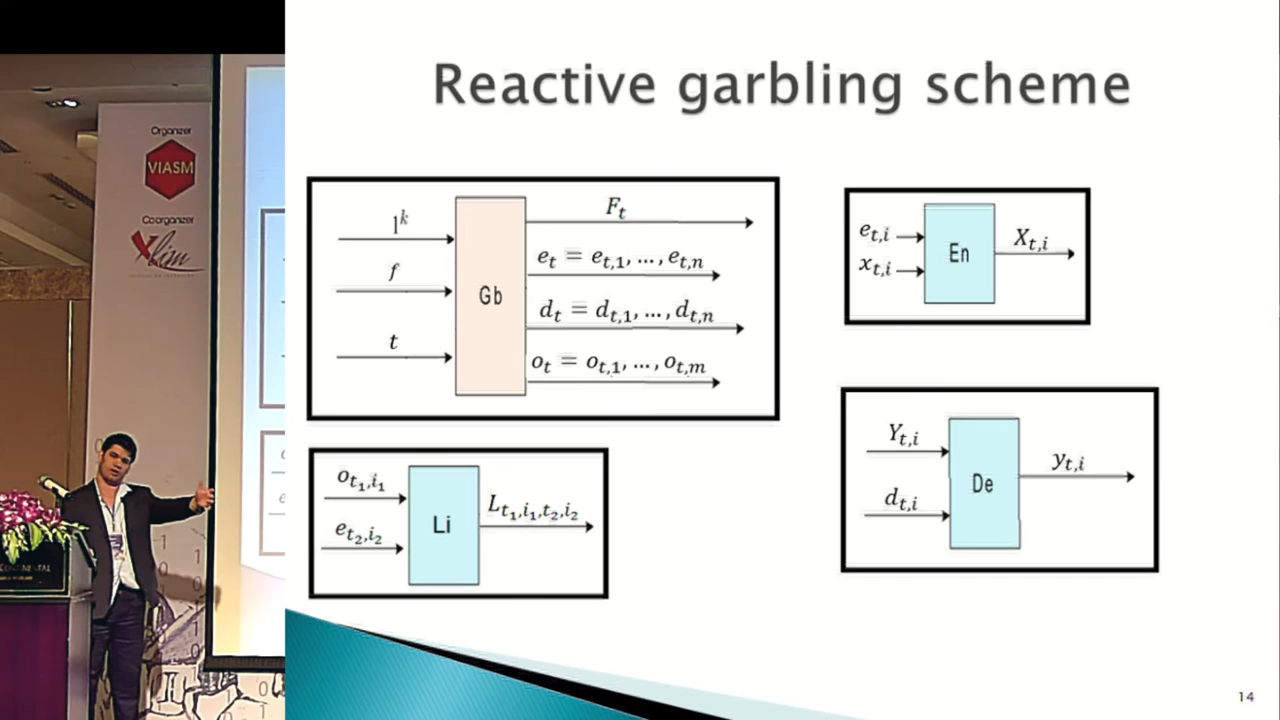 Reactive garbling scheme
Organizer
VIASM
Co organizer
Xlim
1^k
f
t
Gb
F_t
e_t = e_{t,1}, ..., e_{t,n}
d_t = d_{t,1}, ..., d_{t,n}
o_t = o_{t,1}, ..., o_{t,m}
e_{t,i}
x_{t,i}
En
X_{t,i}
o_{t_1,i_1}
e_{t_2,i_2}
Li
L_{t_1,i_1,t_2,i_2}
Y_{t,i}
d_{t,i}
De
y_{t,i}
14